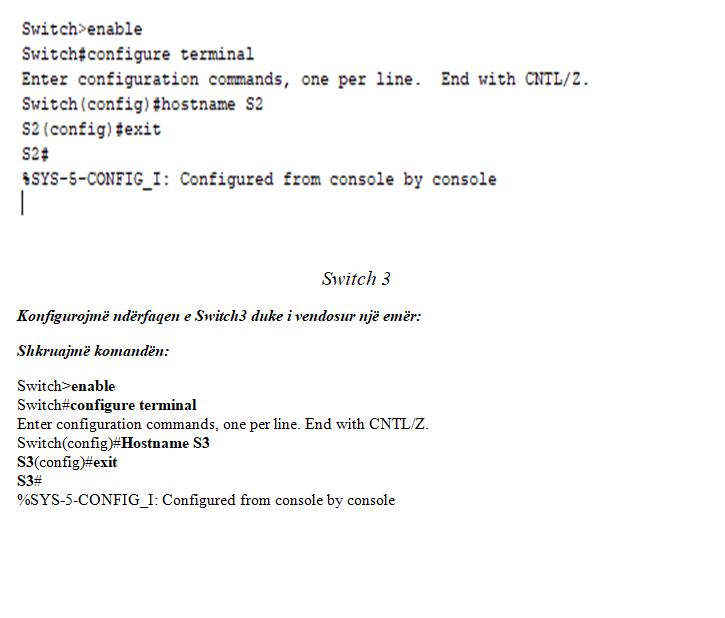 Switch>enable
Switch#configure terminal
Enter configuration commands, one per line.  End with CNTL/Z.
Switch(config)#hostname S2
S2(config)#exit
S2#
%SYS-5-CONFIG_I: Configured from console by console
Switch 3
Konfigurojmë ndërfaqen e Switch3 duke i vendosur një emër:
Shkruajmë komandën:
Switch>enable
Switch#configure terminal
Enter configuration commands, one per line. End with CNTL/Z.
Switch(config)#Hostname S3
S3(config)#exit
S3#
%SYS-5-CONFIG_I: Configured from console by console